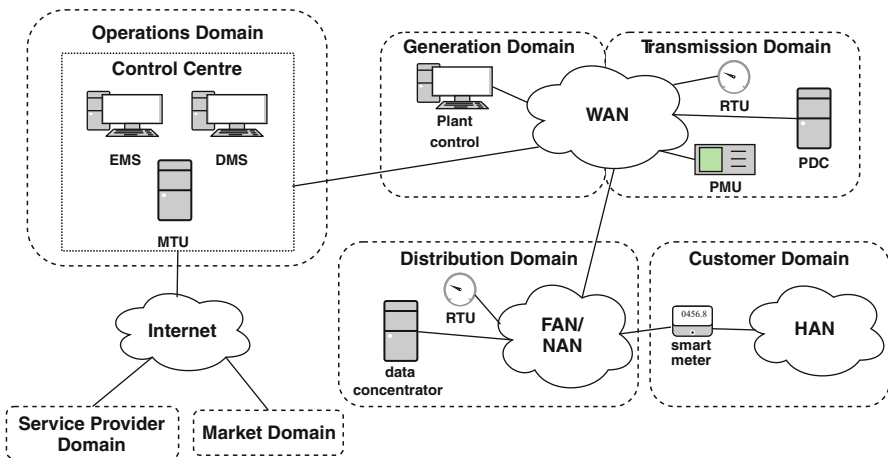 Operations Domain
Control Centre
EMS
DMS
MTU
Internet
Service Provider
Domain
Market Domain
Generation Domain
Plant
control
WAN
Transmission Domain
RTU
PMU
PDC
Distribution Domain
RTU
data
concentrator
FAN/
NAN
Customer Domain
0456.8
smart
meter
HAN